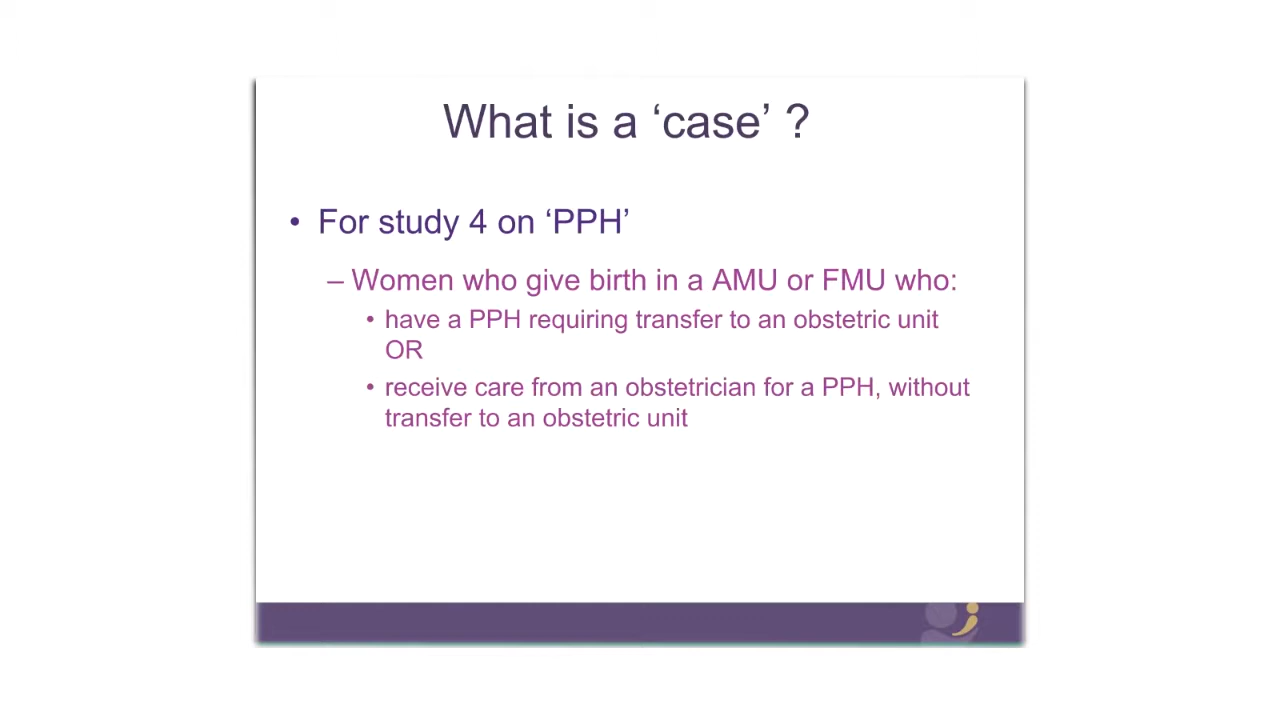 What is a ‘case’ ?
• For study 4 on ‘PPH’
– Women who give birth in a AMU or FMU who:
• have a PPH requiring transfer to an obstetric unit
OR
• receive care from an obstetrician for a PPH, without
transfer to an obstetric unit